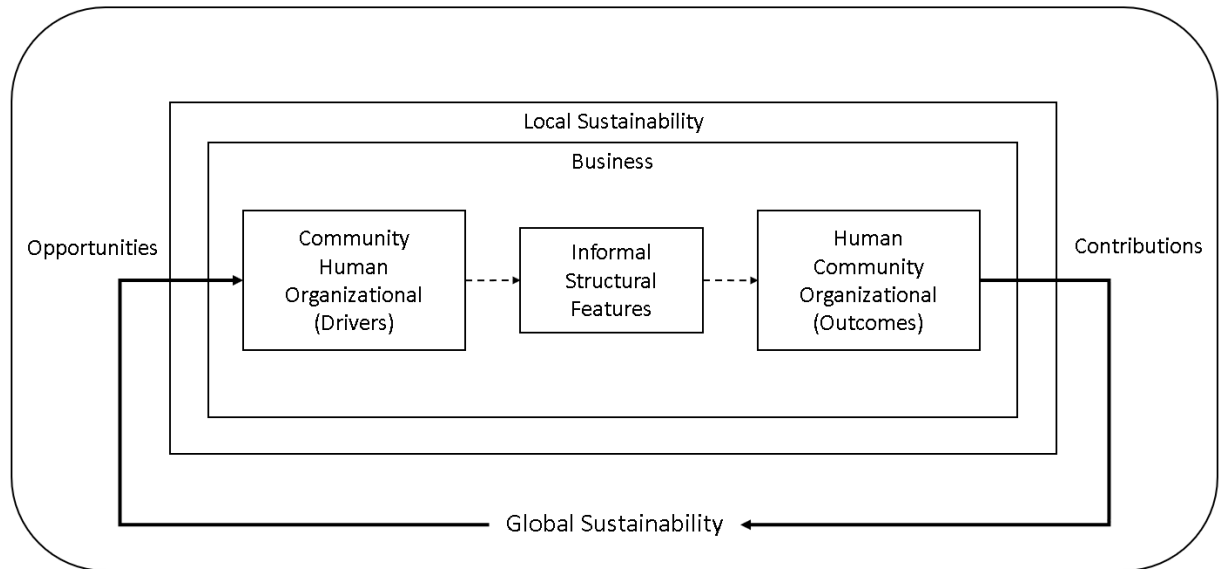 Local Sustainability
Business
Opportunities
Community
Human
Organizational
(Drivers)
Informal
Structural
Features
Human
Community
Organizational
(Outcomes)
Contributions
Global Sustainability